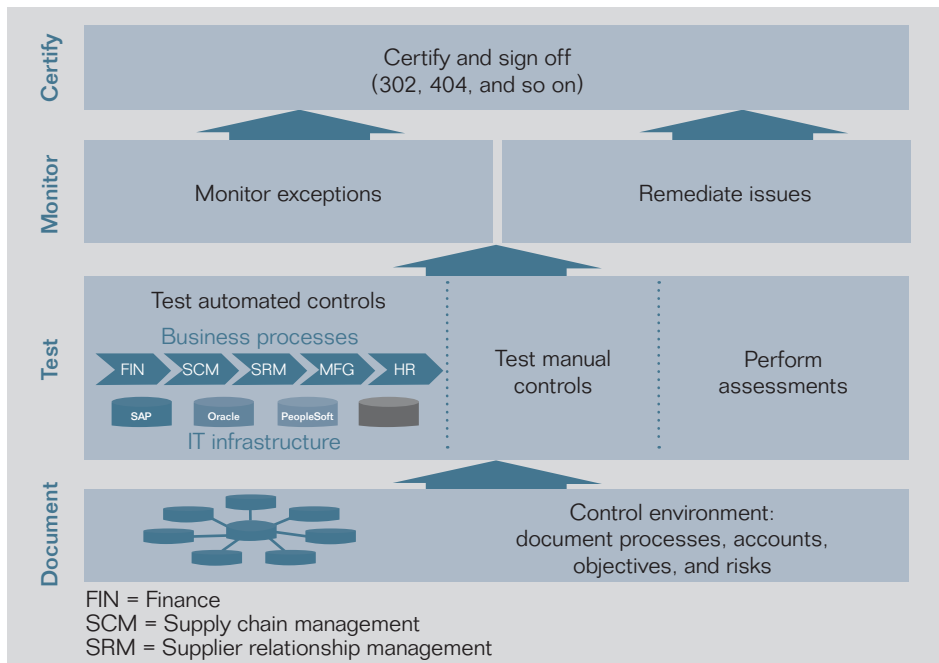 Certify
Certify and sign off
(302, 404, and so on)
Monitor
Monitor exceptions
Remediate issues
Test
Test automated controls
Business processes
FIN
SCM
SRM
MFG
HR
SAP
Oracle
PeopleSoft
IT infrastructure
Test manual
controls
Perform
assessments
Document
Control environment:
document processes, accounts,
objectives, and risks
FIN = Finance
SCM = Supply chain management
SRM = Supplier relationship management